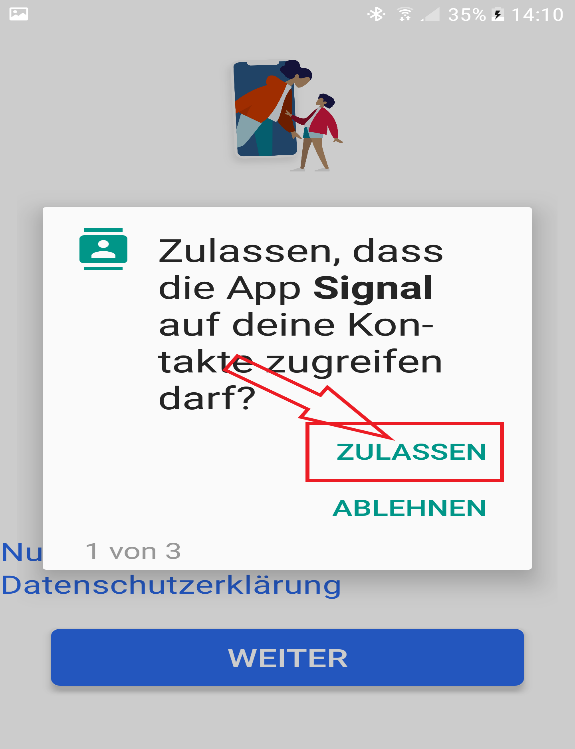 35% 14:10
Zulassen, dass
die App Signal
auf deine Kon-
takte zugreifen
darf?
ZULASSEN
ABLEHNEN
1 von 3
Nu
Datenschutzerklärung
WEITER